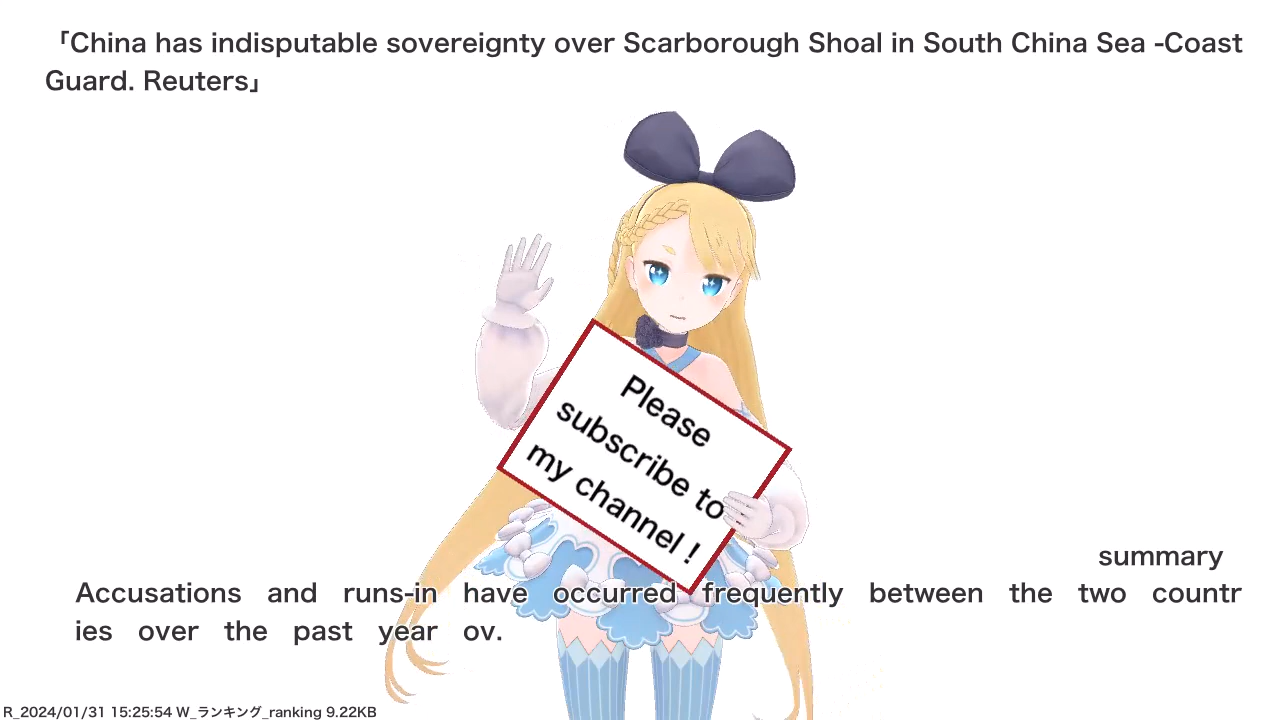 「China has indisputable sovereignty over Scarborough Shoal in South China Sea -Coast
Guard. Reuters」
Please
subscribe to
my channel !
summary
Accusations and runs-in have occurred frequently between the two countr
ies over the past year ov.
R_2024/01/31 15:25:54 W_ランキング_ranking 9.22KB